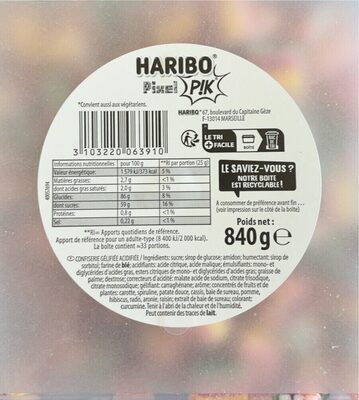 HARIBO
Pixel P!K
*Convient aussi aux végétariens.
HARIBO® 67, boulevard du Capitaine Gèze
F-13014 MARSEILLE
3 103220 063910
LE TRI
+ FACILE
BOÎTE
Informations nutritionnelles pour 100 g **RI par portion (25 g)
Valeur énergétique: 1 579 kJ/373 kcal 5 %
Matières grasses: 2,7 g <1 %
dont acides gras saturés: 2,0 g 3 %
Glucides: 86 g 8 %
dont sucres: 59 g 16 %
Protéines: 0,8 g <1 %
Sel: 0,22 g <1 %
**RI= Apports quotidiens de référence.
Apport de référence pour un adulte-type (8 400 kJ/2 000 kcal).
La boîte contient ≈33 portions.
LE SAVIEZ-VOUS ?
NOTRE BOÎTE
EST RECYCLABLE !
A consommer de préférence avant fin ...
(voir impression sur le côté de la boîte)
Poids net :
840 g e
CONFISERIE GÉLIFIÉE ACIDIFIÉE / Ingrédients: sucre; sirop de glucose; amidon; humectant: sirop de
sorbitol; farine de blé; acidifiants: acide citrique, acide malique; émulsifiants: mono- et
diglycérides d'acides gras, esters citriques de mono- et diglycérides d'acides gras; graisse de
palme; dextrose; correcteurs d'acidité: malate acide de sodium, citrate trisodique,
citrate monosodique; gélifiant: carraghénane; arôme; concentrés de fruits et de
plantes: carotte, spiruline, patate douce, cassis, baie de sureau, pomme,
hibiscus, radis, aronie, raisin; extrait de baie de sureau; colorant:
curcumine. Tenir à l'abri de la chaleur et de l'humidité.
Peut contenir des traces de lait.